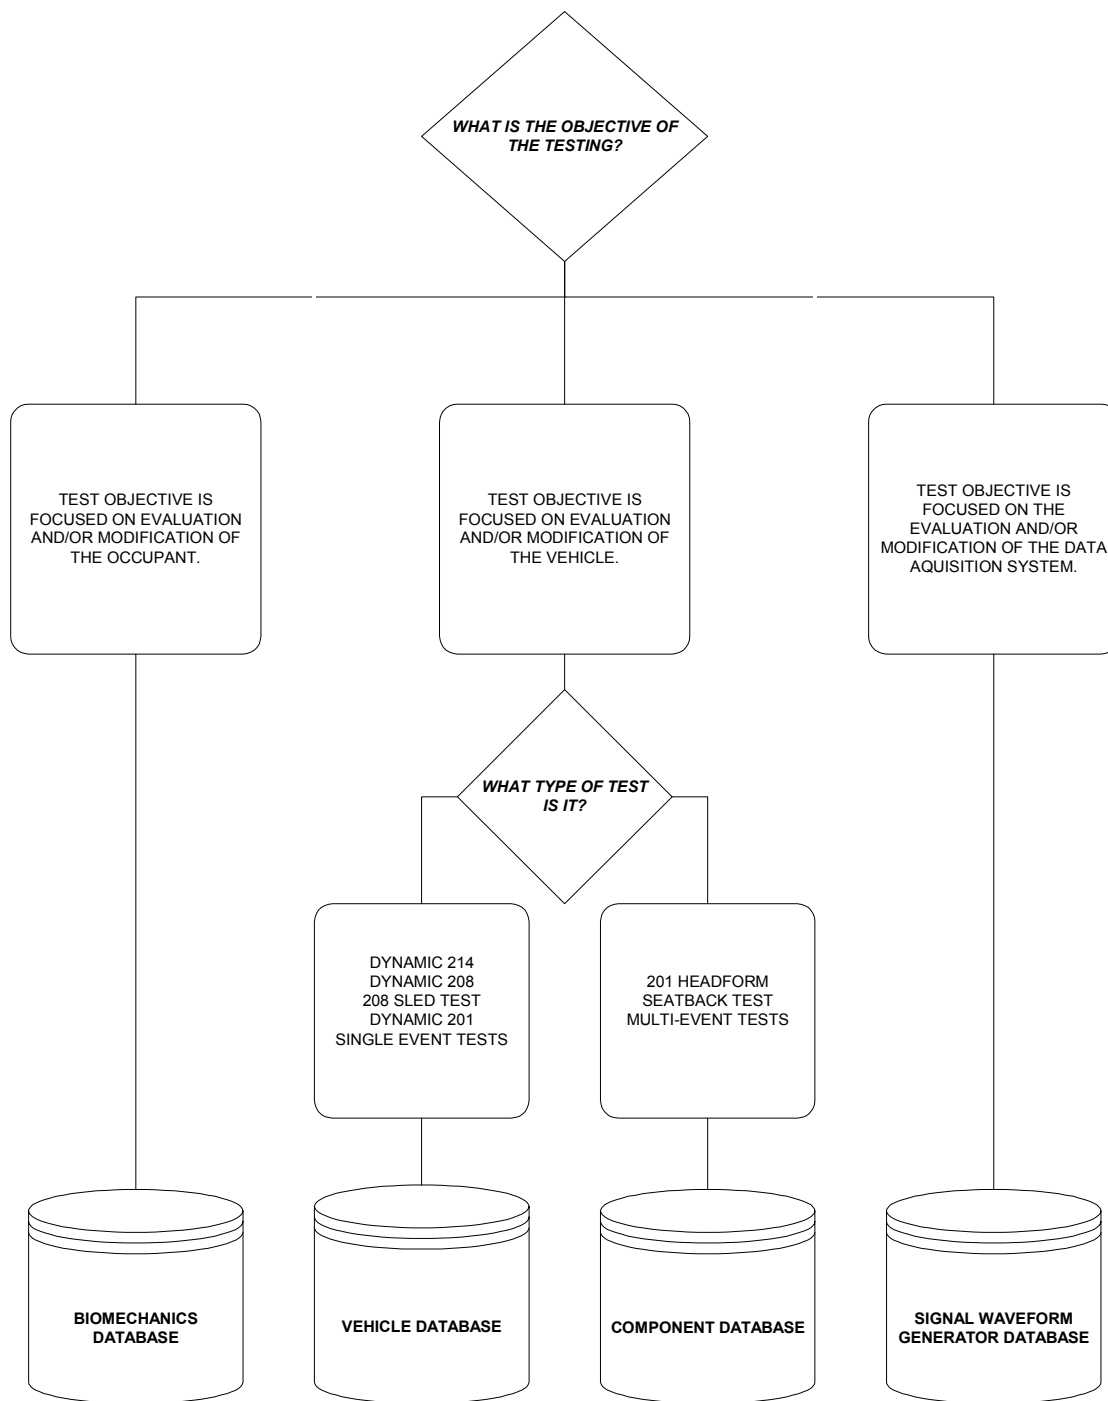 WHAT IS THE OBJECTIVE OF
THE TESTING?
TEST OBJECTIVE IS
FOCUSED ON EVALUATION
AND/OR MODIFICATION OF
THE OCCUPANT.
TEST OBJECTIVE IS
FOCUSED ON EVALUATION
AND/OR MODIFICATION OF
THE VEHICLE.
TEST OBJECTIVE IS
FOCUSED ON THE
EVALUATION AND/OR
MODIFICATION OF THE DATA
AQUISITION SYSTEM.
WHAT TYPE OF TEST
IS IT?
DYNAMIC 214
DYNAMIC 208
208 SLED TEST
DYNAMIC 201
SINGLE EVENT TESTS
201 HEADFORM
SEATBACK TEST
MULTI-EVENT TESTS
BIOMECHANICS
DATABASE
VEHICLE DATABASE
COMPONENT DATABASE
SIGNAL WAVEFORM
GENERATOR DATABASE